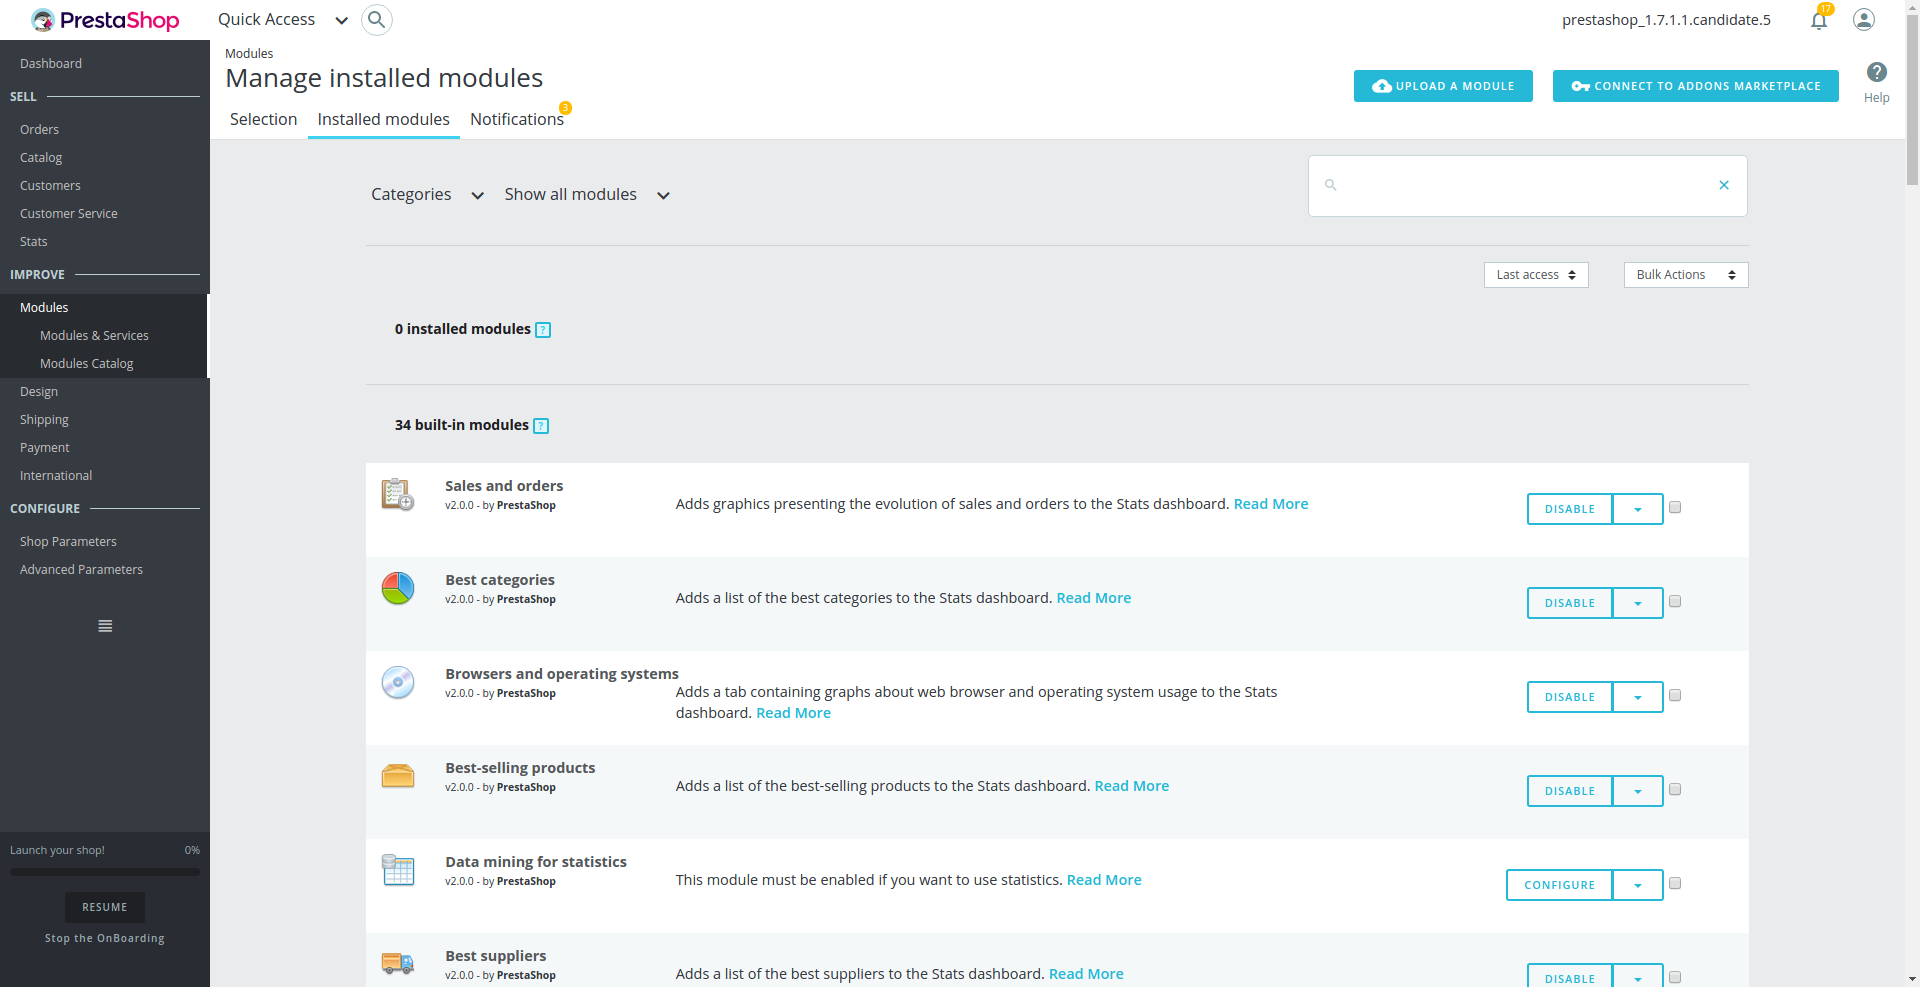 PrestaShop
Quick Access
prestashop_1.7.1.1.candidate.5
17
Dashboard
SELL
Orders
Catalog
Customers
Customer Service
Stats
IMPROVE
Modules
Modules & Services
Modules Catalog
Design
Shipping
Payment
International
CONFIGURE
Shop Parameters
Advanced Parameters
Launch your shop! 0%
RESUME
Stop the OnBoarding
Modules
Manage installed modules
UPLOAD A MODULE
CONNECT TO ADDONS MARKETPLACE
?
Help
Selection
Installed modules
Notifications
3
Categories
Show all modules
Last access
Bulk Actions
0 installed modules ?
34 built-in modules ?
Sales and orders
v2.0.0 - by PrestaShop
Adds graphics presenting the evolution of sales and orders to the Stats dashboard. Read More
DISABLE
Best categories
v2.0.0 - by PrestaShop
Adds a list of the best categories to the Stats dashboard. Read More
DISABLE
Browsers and operating systems
v2.0.0 - by PrestaShop
Adds a tab containing graphs about web browser and operating system usage to the Stats
dashboard. Read More
DISABLE
Best-selling products
v2.0.0 - by PrestaShop
Adds a list of the best-selling products to the Stats dashboard. Read More
DISABLE
Data mining for statistics
v2.0.0 - by PrestaShop
This module must be enabled if you want to use statistics. Read More
CONFIGURE
Best suppliers
v2.0.0 - by PrestaShop
Adds a list of the best suppliers to the Stats dashboard. Read More
DISABLE